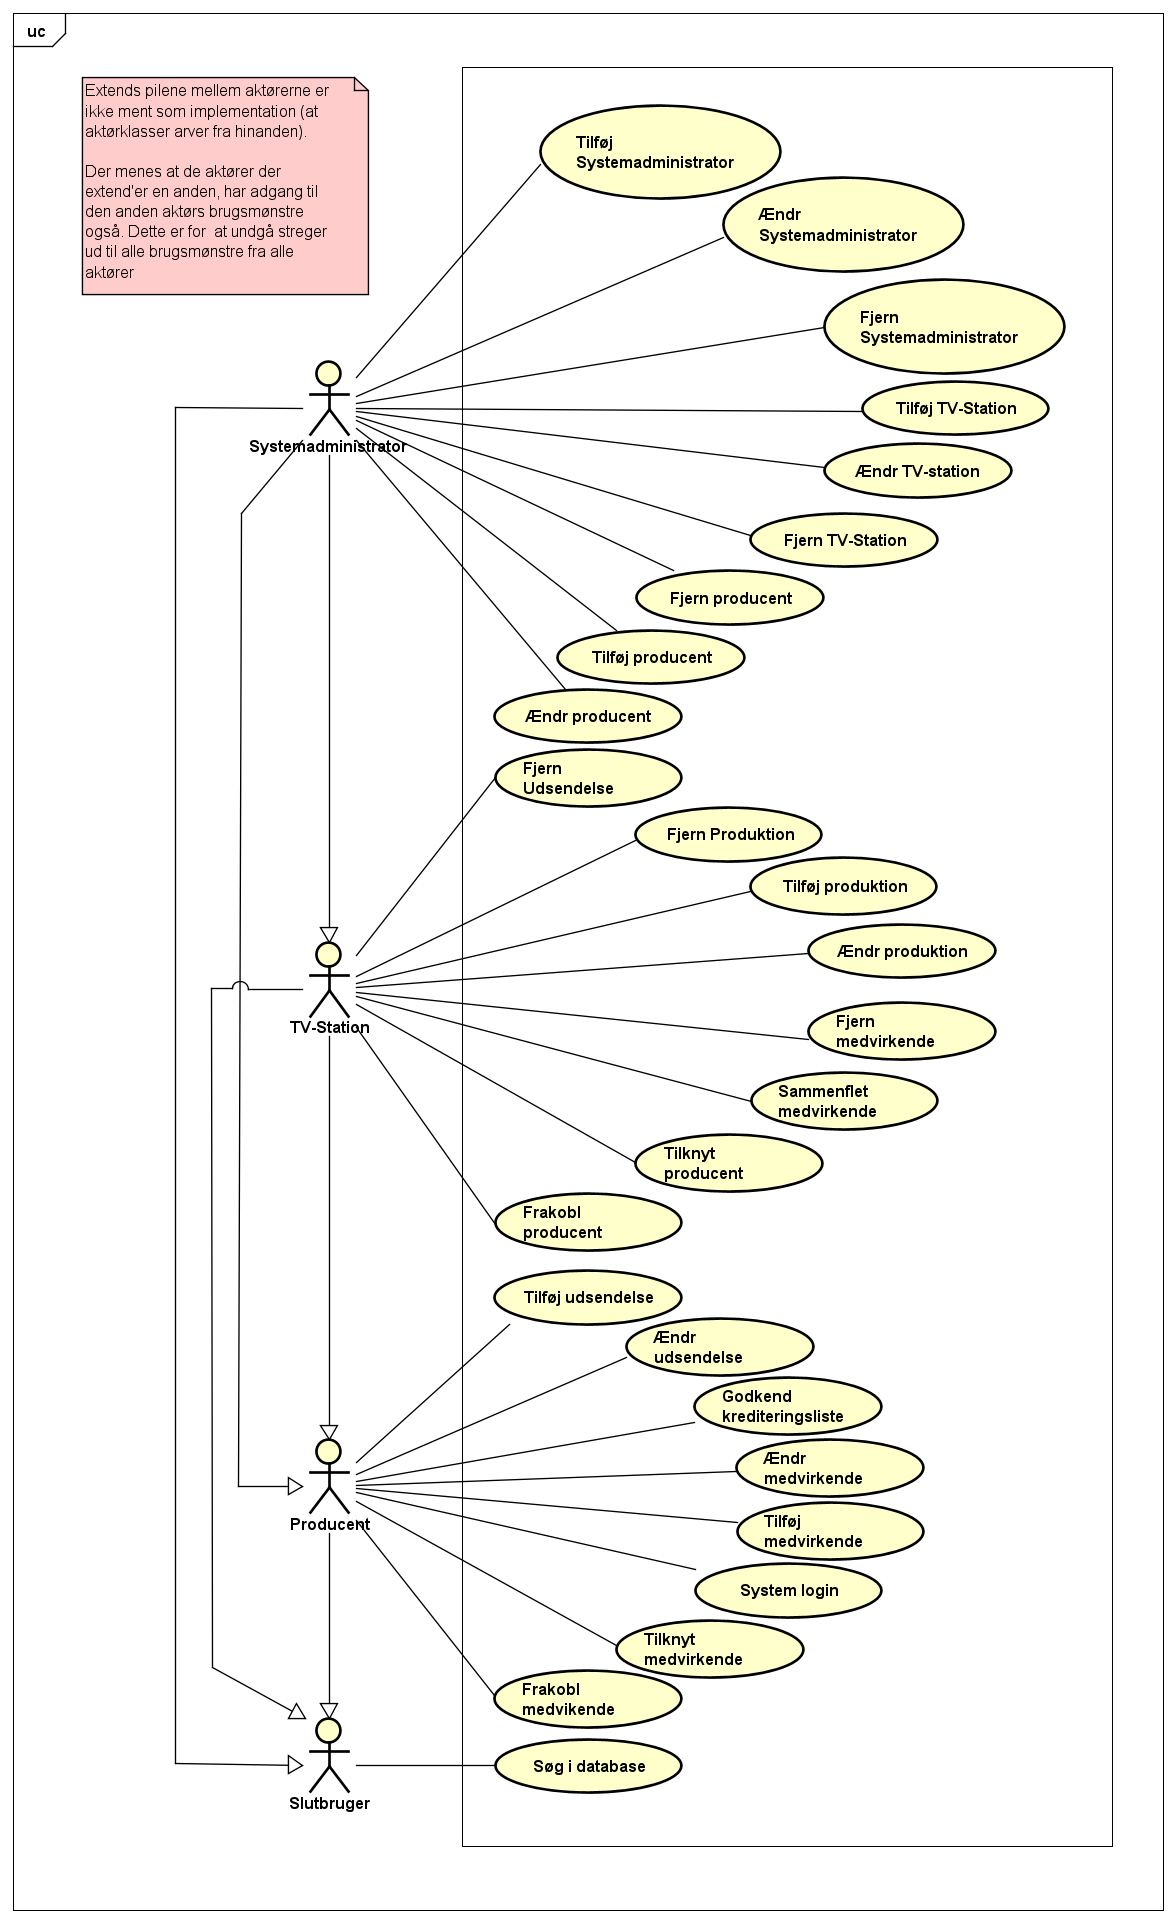 uc
Extends pilene mellem aktørerne er
ikke ment som implementation (at
aktørklasser arver fra hinanden).
Der menes at de aktører der
extend'er en anden, har adgang til
den anden aktørs brugsmønstre
også. Dette er for at undgå streger
ud til alle brugsmønstre fra alle
aktører
Tilføj
Systemadministrator
Ændr
Systemadministrator
Fjern
Systemadministrator
Tilføj TV-Station
Systemadministrator
Ændr TV-station
Fjern TV-Station
Fjern producent
Tilføj producent
Ændr producent
Fjern
Udsendelse
Fjern Produktion
Tilføj produktion
Ændr produktion
TV-Station
Fjern
medvirkende
Sammenflet
medvirkende
Tilknyt
producent
Frakobl
producent
Tilføj udsendelse
Ændr
udsendelse
Godkend
krediteringsliste
Ændr
medvirkende
Producent
Tilføj
medvirkende
System login
Tilknyt
medvirkende
Frakobl
medvikende
Søg i database
Slutbruger